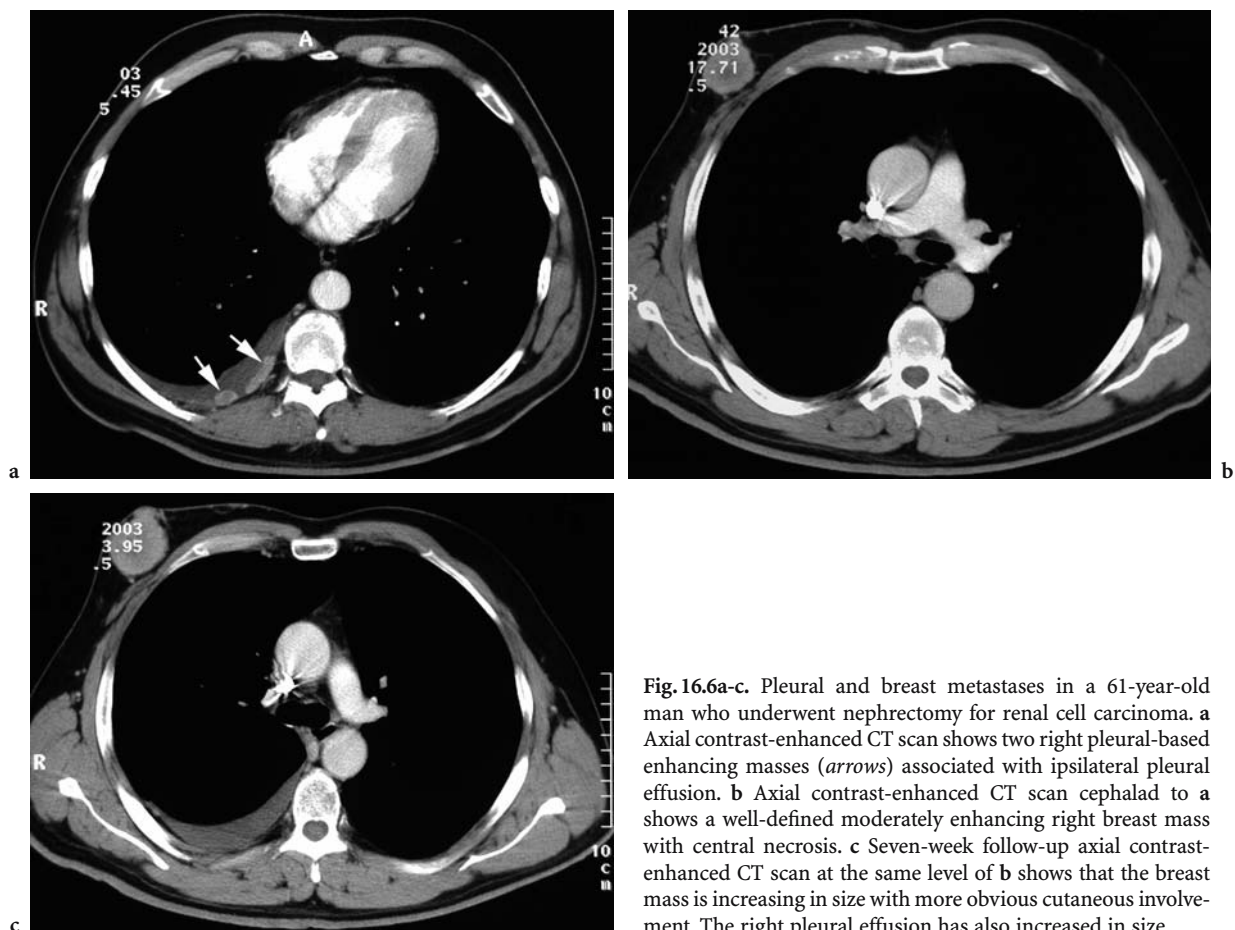 A
03
.45
5
R
10
c
m
a
42
2003
17.71
.5
R
b
2003
3.95
.5
R
10
c
m
c
Fig. 16.6a-c. Pleural and breast metastases in a 61-year-old
man who underwent nephrectomy for renal cell carcinoma. a
Axial contrast-enhanced CT scan shows two right pleural-based
enhancing masses (arrows) associated with ipsilateral pleural
effusion. b Axial contrast-enhanced CT scan cephalad to a
shows a well-defined moderately enhancing right breast mass
with central necrosis. c Seven-week follow-up axial contrast-
enhanced CT scan at the same level of b shows that the breast
mass is increasing in size with more obvious cutaneous involve-
ment. The right pleural effusion has also increased in size